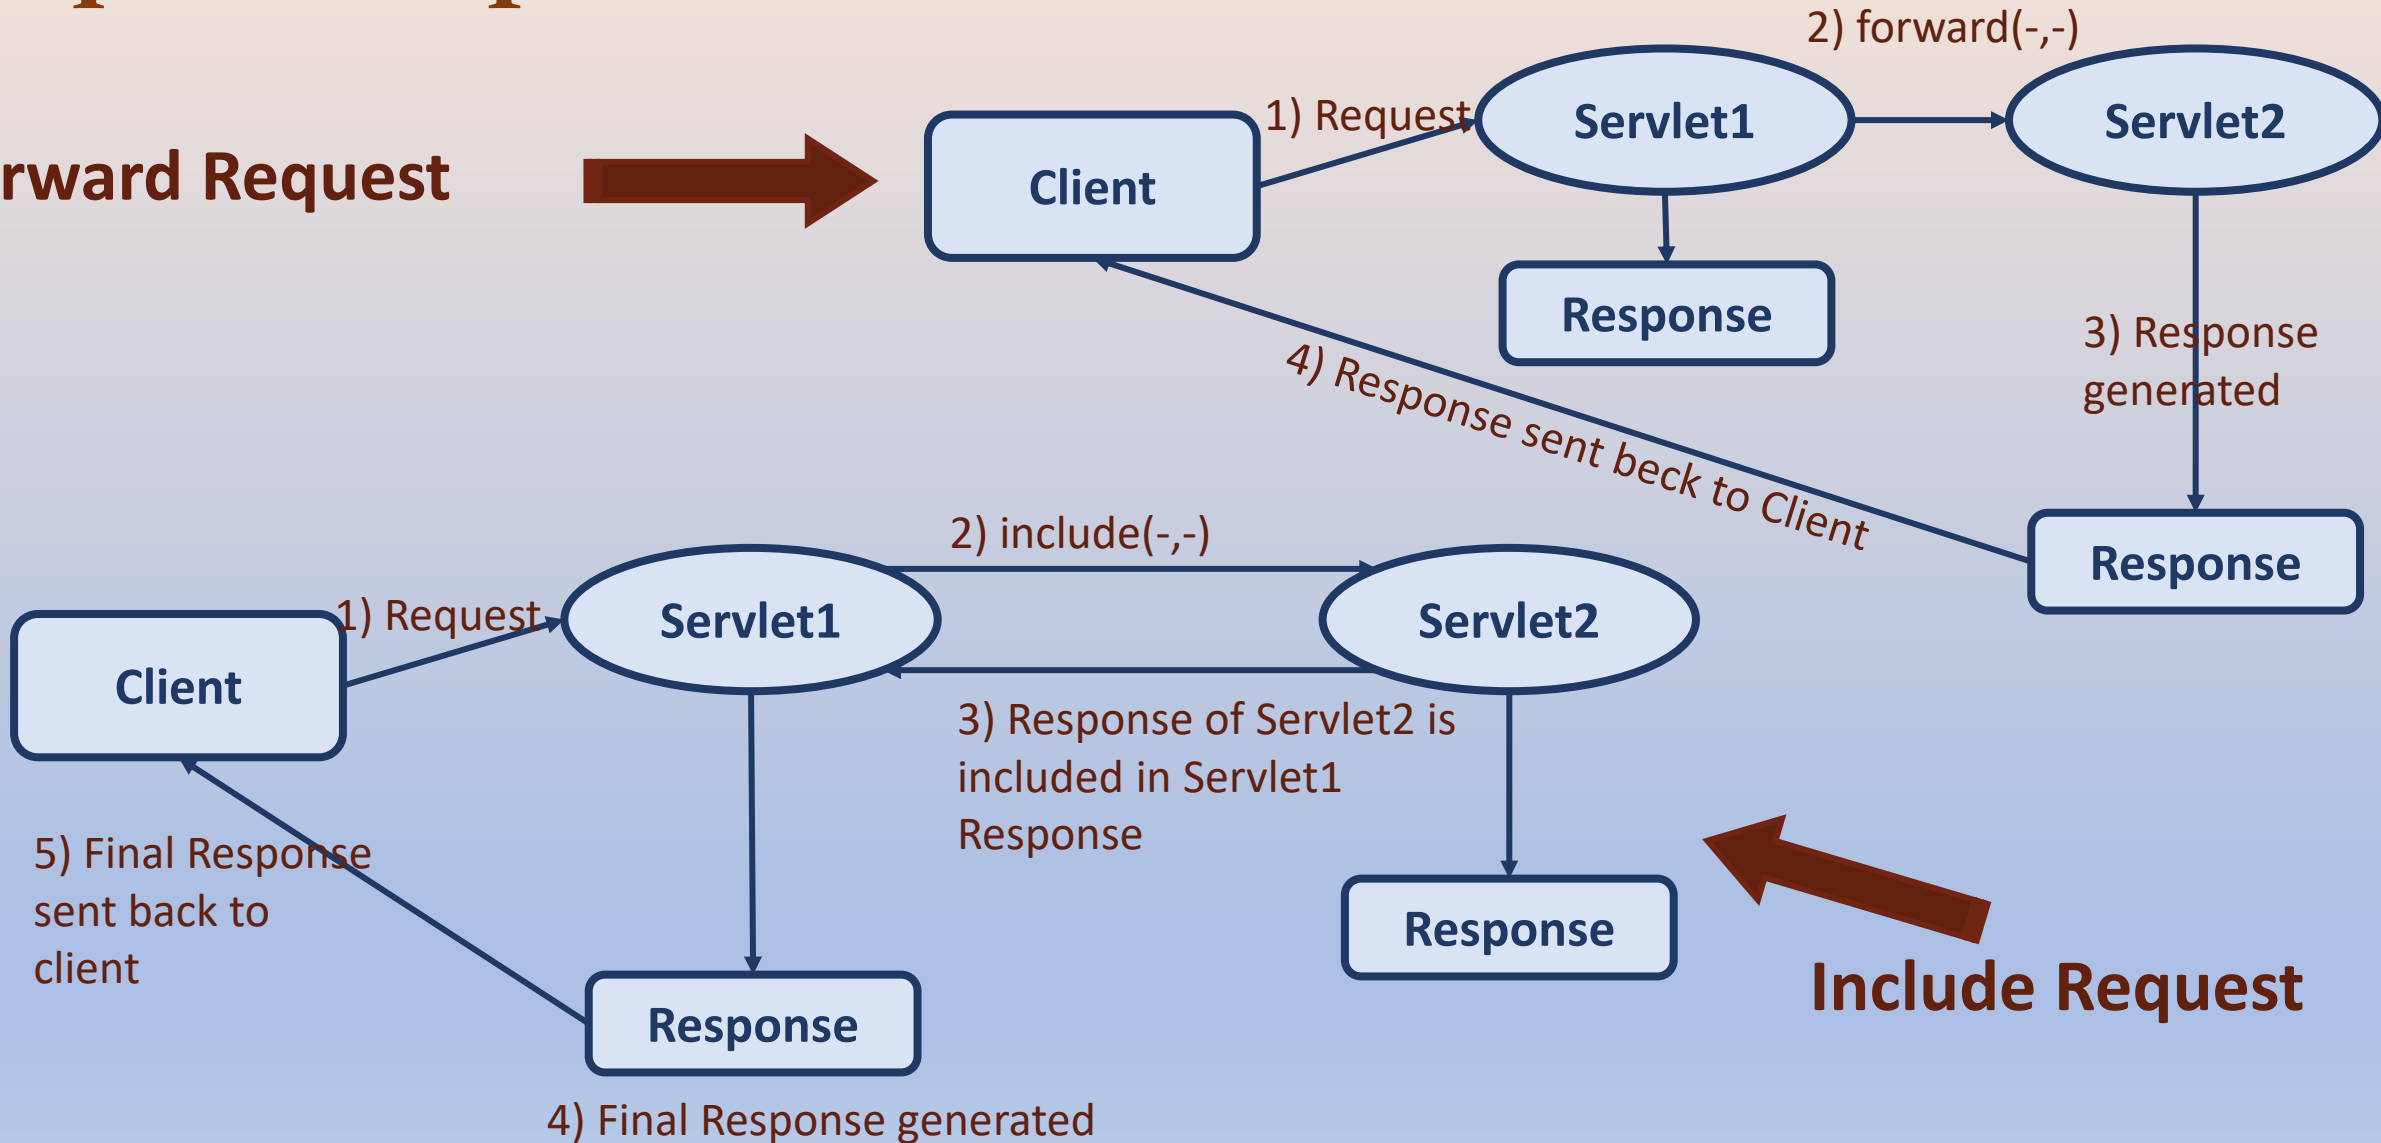 rward Request
Client
1) Request
Servlet1
2) forward(-,-)
Servlet2
Response
3) Response
generated
4) Response sent beck to Client
Response
Client
1) Request
Servlet1
2) include(-,-)
Servlet2
3) Response of Servlet2 is
included in Servlet1
Response
Response
5) Final Response
sent back to
client
Response
4) Final Response generated
Include Request